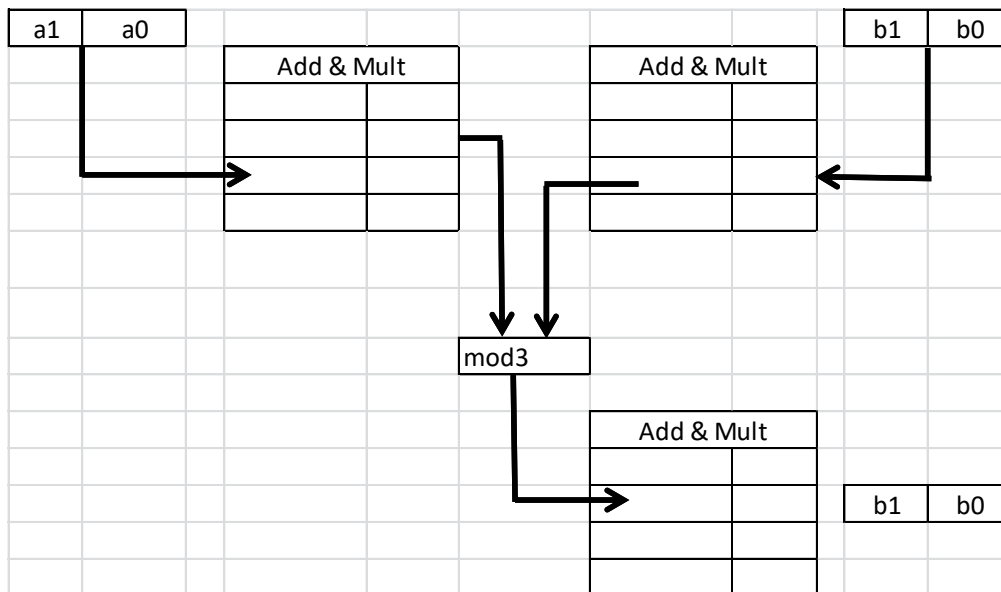 a1 a0 b1 b0
Add & Mult Add & Mult
mod3
Add & Mult
b1 b0